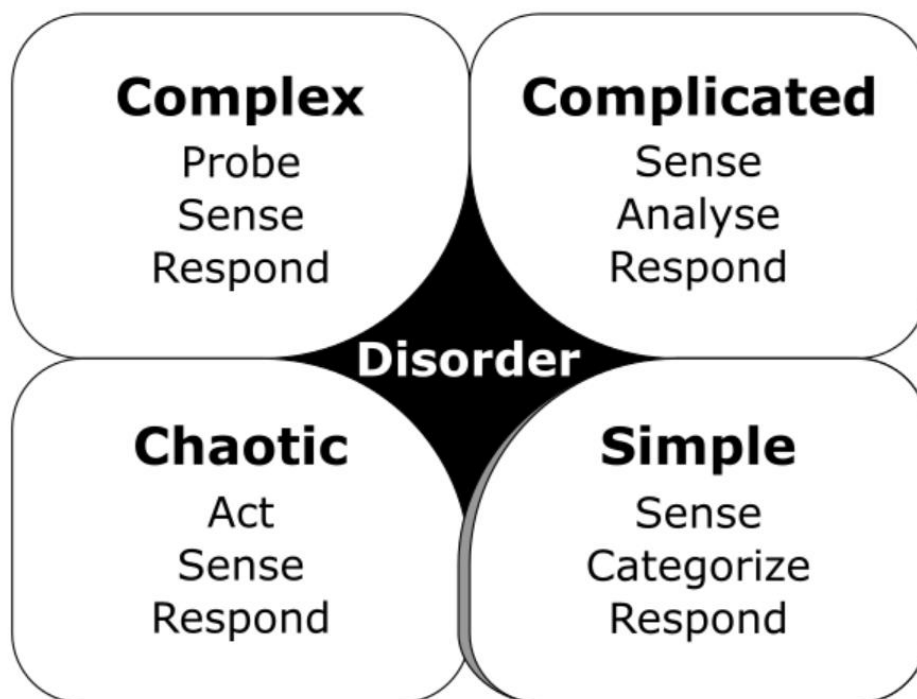 Complex
Probe
Sense
Respond
Complicated
Sense
Analyse
Respond
Disorder
Chaotic
Act
Sense
Respond
Simple
Sense
Categorize
Respond